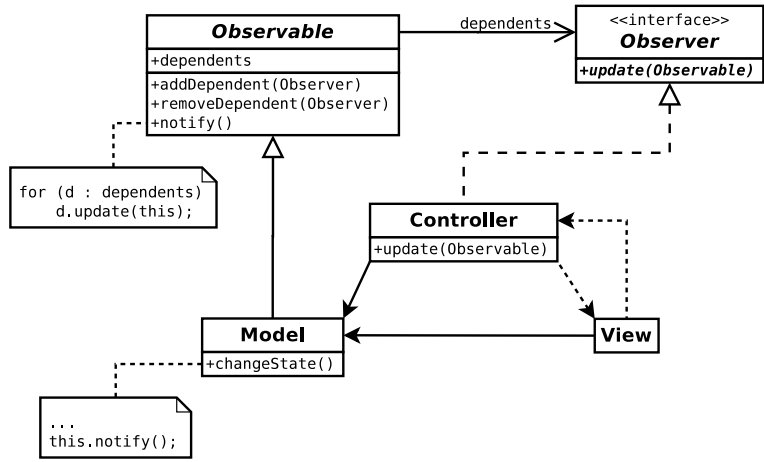 Observable
+dependents
+addDependent(Observer)
+removeDependent(Observer)
+notify()
dependents
<<interface>>
Observer
+update(Observable)
for (d : dependents)
d.update(this);
Controller
+update(Observable)
Model
+changeState()
View
...
this.notify();